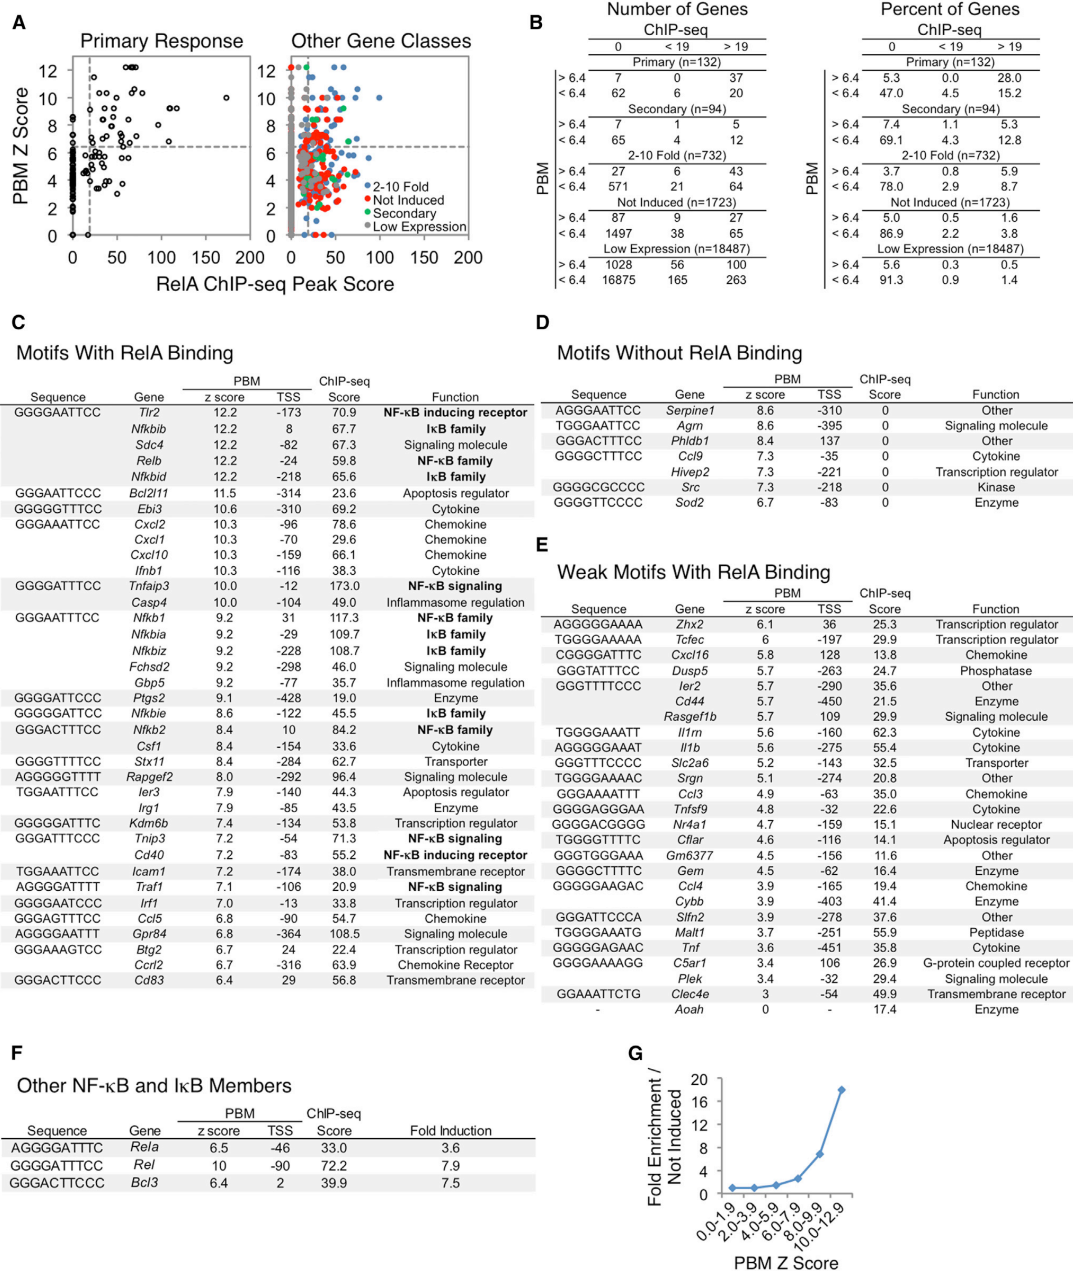 A
Primary Response
Other Gene Classes
PBM Z Score
12
10
8
6
4
2
0
0 50 100 150 200
12
10
8
6
4
2
0
0 50 100 150 200
2-10 Fold
Not Induced
Secondary
Low Expression
RelA ChIP-seq Peak Score
B
Number of Genes
ChIP-seq
0 < 19 > 19
Primary (n=132)
> 6.4 7 0 37
< 6.4 62 6 20
Secondary (n=94)
> 6.4 7 1 5
< 6.4 65 4 12
2-10 Fold (n=732)
> 6.4 27 6 43
< 6.4 571 21 64
Not Induced (n=1723)
> 6.4 87 9 27
< 6.4 1497 38 65
Low Expression (n=18487)
> 6.4 1028 56 100
< 6.4 16875 165 263
PBM
Percent of Genes
ChIP-seq
0 < 19 > 19
Primary (n=132)
> 6.4 5.3 0.0 28.0
< 6.4 47.0 4.5 15.2
Secondary (n=94)
> 6.4 7.4 1.1 5.3
< 6.4 69.1 4.3 12.8
2-10 Fold (n=732)
> 6.4 3.7 0.8 5.9
< 6.4 78.0 2.9 8.7
Not Induced (n=1723)
> 6.4 5.0 0.5 1.6
< 6.4 86.9 2.2 3.8
Low Expression (n=18487)
> 6.4 5.6 0.3 0.5
< 6.4 91.3 0.9 1.4
PBM
C
Motifs With RelA Binding
PBM ChIP-seq
Sequence Gene z score TSS Score Function
GGGGAATTCC Tlr2 12.2 -173 70.9 NF-κB inducing receptor
Nfkbib 12.2 8 67.7 IκB family
Sdc4 12.2 -82 67.3 Signaling molecule
Relb 12.2 -24 59.8 NF-κB family
Nfkbid 12.2 -218 65.6 IκB family
GGGAATTCCC Bcl2l11 11.5 -314 23.6 Apoptosis regulator
GGGGGTTTCC Ebi3 10.6 -310 69.2 Cytokine
GGGAAATTCC Cxcl2 10.3 -96 78.6 Chemokine
Cxcl1 10.3 -70 29.6 Chemokine
Cxcl10 10.3 -159 66.1 Chemokine
Ifnb1 10.3 -116 38.3 Cytokine
GGGGATTTCC Tnfaip3 10.0 -12 173.0 NF-κB signaling
Casp4 10.0 -104 49.0 Inflammasome regulation
GGGAATTTCC Nfkb1 9.2 31 117.3 NF-κB family
Nfkbia 9.2 -29 109.7 IκB family
Nfkbiz 9.2 -228 108.7 IκB family
Fchsd2 9.2 -298 46.0 Signaling molecule
Gbp5 9.2 -77 35.7 Inflammasome regulation
GGGGATTCCC Ptgs2 9.1 -428 19.0 Enzyme
GGGGGATTCC Nfkbie 8.6 -122 45.5 IκB family
GGGACTTTCC Nfkb2 8.4 10 84.2 NF-κB family
Csf1 8.4 -154 33.6 Cytokine
GGGGTTTTCC Stx11 8.4 -284 62.7 Transporter
AGGGGGTTTT Rapgef2 8.0 -292 96.4 Signaling molecule
TGGAATTTCC Ier3 7.9 -140 44.3 Apoptosis regulator
Irg1 7.9 -85 43.5 Enzyme
GGGGGATTTC Kdm6b 7.4 -134 53.8 Transcription regulator
GGGATTTCCC Tnip3 7.2 -54 71.3 NF-κB signaling
Cd40 7.2 -83 55.2 NF-κB inducing receptor
TGGAAATTCC Icam1 7.2 -174 38.0 Transmembrane receptor
AGGGGATTTT Traf1 7.1 -106 20.9 NF-κB signaling
GGGGAATCCC Irf1 7.0 -13 33.8 Transcription regulator
GGGAGTTTCC Ccl5 6.8 -90 54.7 Chemokine
AGGGGAATTT Gpr84 6.8 -364 108.5 Signaling molecule
GGGAAAGTCC Btg2 6.7 24 22.4 Transcription regulator
Ccrl2 6.7 -316 63.9 Chemokine Receptor
GGGACTTCCC Cd83 6.4 29 56.8 Transmembrane receptor
D
Motifs Without RelA Binding
PBM ChIP-seq
Sequence Gene z score TSS Score Function
AGGGAATTCC Serpine1 8.6 -310 0 Other
TGGGAATTCC Agrn 8.6 -395 0 Signaling molecule
GGGACTTTCC Phldb1 8.4 137 0 Other
GGGGCTTTCC Ccl9 7.3 -35 0 Cytokine
Hivep2 7.3 -221 0 Transcription regulator
GGGGCGCCCC Src 7.3 -218 0 Kinase
GGGGTTCCCC Sod2 6.7 -83 0 Enzyme
E
Weak Motifs With RelA Binding
PBM ChIP-seq
Sequence Gene z score TSS Score Function
AGGGGGAAAA Zhx2 6.1 36 25.3 Transcription regulator
TGGGGAAAAA Tcfec 6 -197 29.9 Transcription regulator
CGGGGATTTC Cxcl16 5.8 128 13.8 Chemokine
GGGTATTTCC Dusp5 5.7 -263 24.7 Phosphatase
GGGTTTTCCC Ier2 5.7 -290 35.6 Other
Cd44 5.7 -450 21.5 Enzyme
Rasgef1b 5.7 109 29.9 Signaling molecule
TGGGGAAATT Il1rn 5.6 -160 62.3 Cytokine
AGGGGGAAAT Il1b 5.6 -275 55.4 Cytokine
GGGTTTCCCC Slc2a6 5.2 -143 32.5 Transporter
TGGGGAAAAC Srgn 5.1 -274 20.8 Other
GGGAAAATTT Ccl3 4.9 -63 35.0 Chemokine
GGGGAGGGAA Tnfsf9 4.8 -32 22.6 Cytokine
GGGGACGGGG Nr4a1 4.7 -159 15.1 Nuclear receptor
TGGGGTTTTC Cflar 4.6 -116 14.1 Apoptosis regulator
GGGTGGGAAA Gm6377 4.5 -156 11.6 Other
GGGGCTTTTC Gem 4.5 -62 16.4 Enzyme
GGGGGAAGAC Ccl4 3.9 -165 19.4 Chemokine
Cybb 3.9 -403 41.4 Enzyme
GGGATTCCCA Slfn2 3.9 -278 37.6 Other
TGGGGAAATG Malt1 3.7 -251 55.9 Peptidase
GGGGGAGAAC Tnf 3.6 -451 35.8 Cytokine
GGGGAAAAGG C5ar1 3.4 106 26.9 G-protein coupled receptor
Plek 3.4 -32 29.4 Signaling molecule
GGAAATTCTG Clec4e 3 -54 49.9 Transmembrane receptor
- Aoah 0 - 17.4 Enzyme
F
Other NF-κB and IκB Members
PBM ChIP-seq
Sequence Gene z score TSS Score Fold Induction
AGGGGATTTC Rela 6.5 -46 33.0 3.6
GGGGATTTCC Rel 10 -90 72.2 7.9
GGGACTTCCC Bcl3 6.4 2 39.9 7.5
G
Fold Enrichment /
Not Induced
20
16
12
8
4
0
0.0-1.9
2.0-3.9
4.0-5.9
6.0-7.9
8.0-9.9
10.0-12.9
PBM Z Score